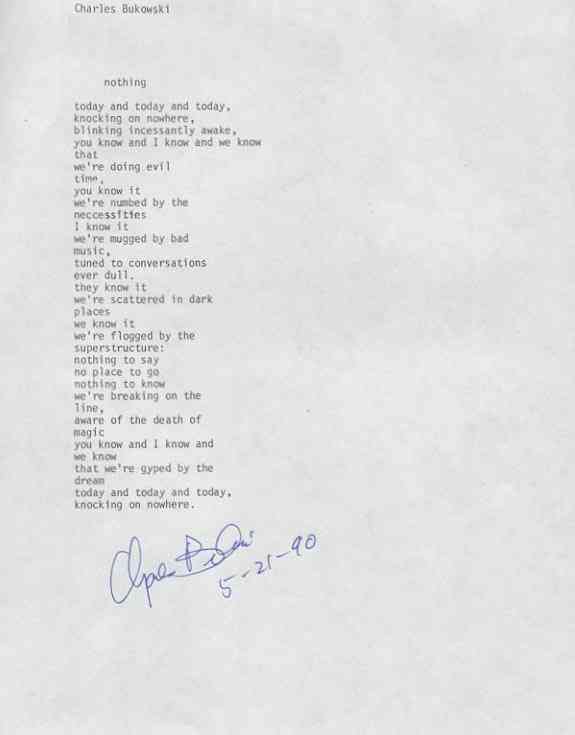 Charles Bukowski
nothing
today and today and today,
knocking on nowhere,
blinking incessantly awake,
you know and I know and we know
that
we're doing evil
time,
you know it
we're numbed by the
neccessities
I know it
we're mugged by bad
music,
tuned to conversations
ever dull.
they know it
we're scattered in dark
places
we know it
we're flogged by the
superstructure:
nothing to say
no place to go
nothing to know
we're breaking on the
line,
aware of the death of
magic
you know and I know and
we know
that we're gyped by the
dream
today and today and today,
knocking on nowhere.
5-21-90